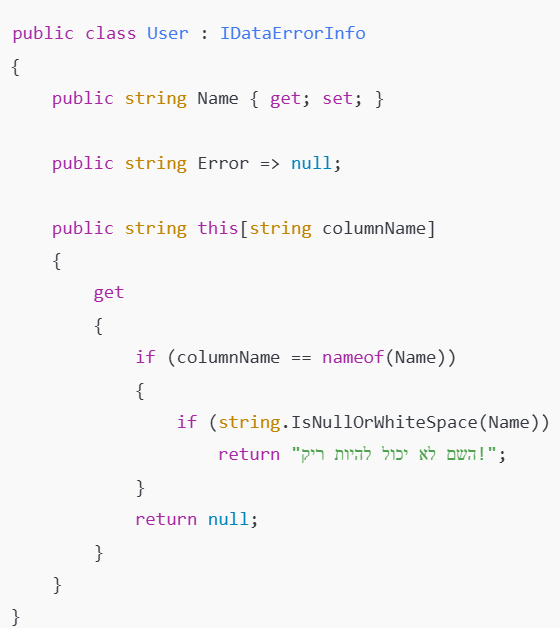 public class User : IDataErrorInfo
{
    public string Name { get; set; }

    public string Error => null;

    public string this[string columnName]
    {
        get
        {
            if (columnName == nameof(Name))
            {
                if (string.IsNullOrWhiteSpace(Name))
                    return "השם לא יכול להיות ריק!";
            }
            return null;
        }
    }
}